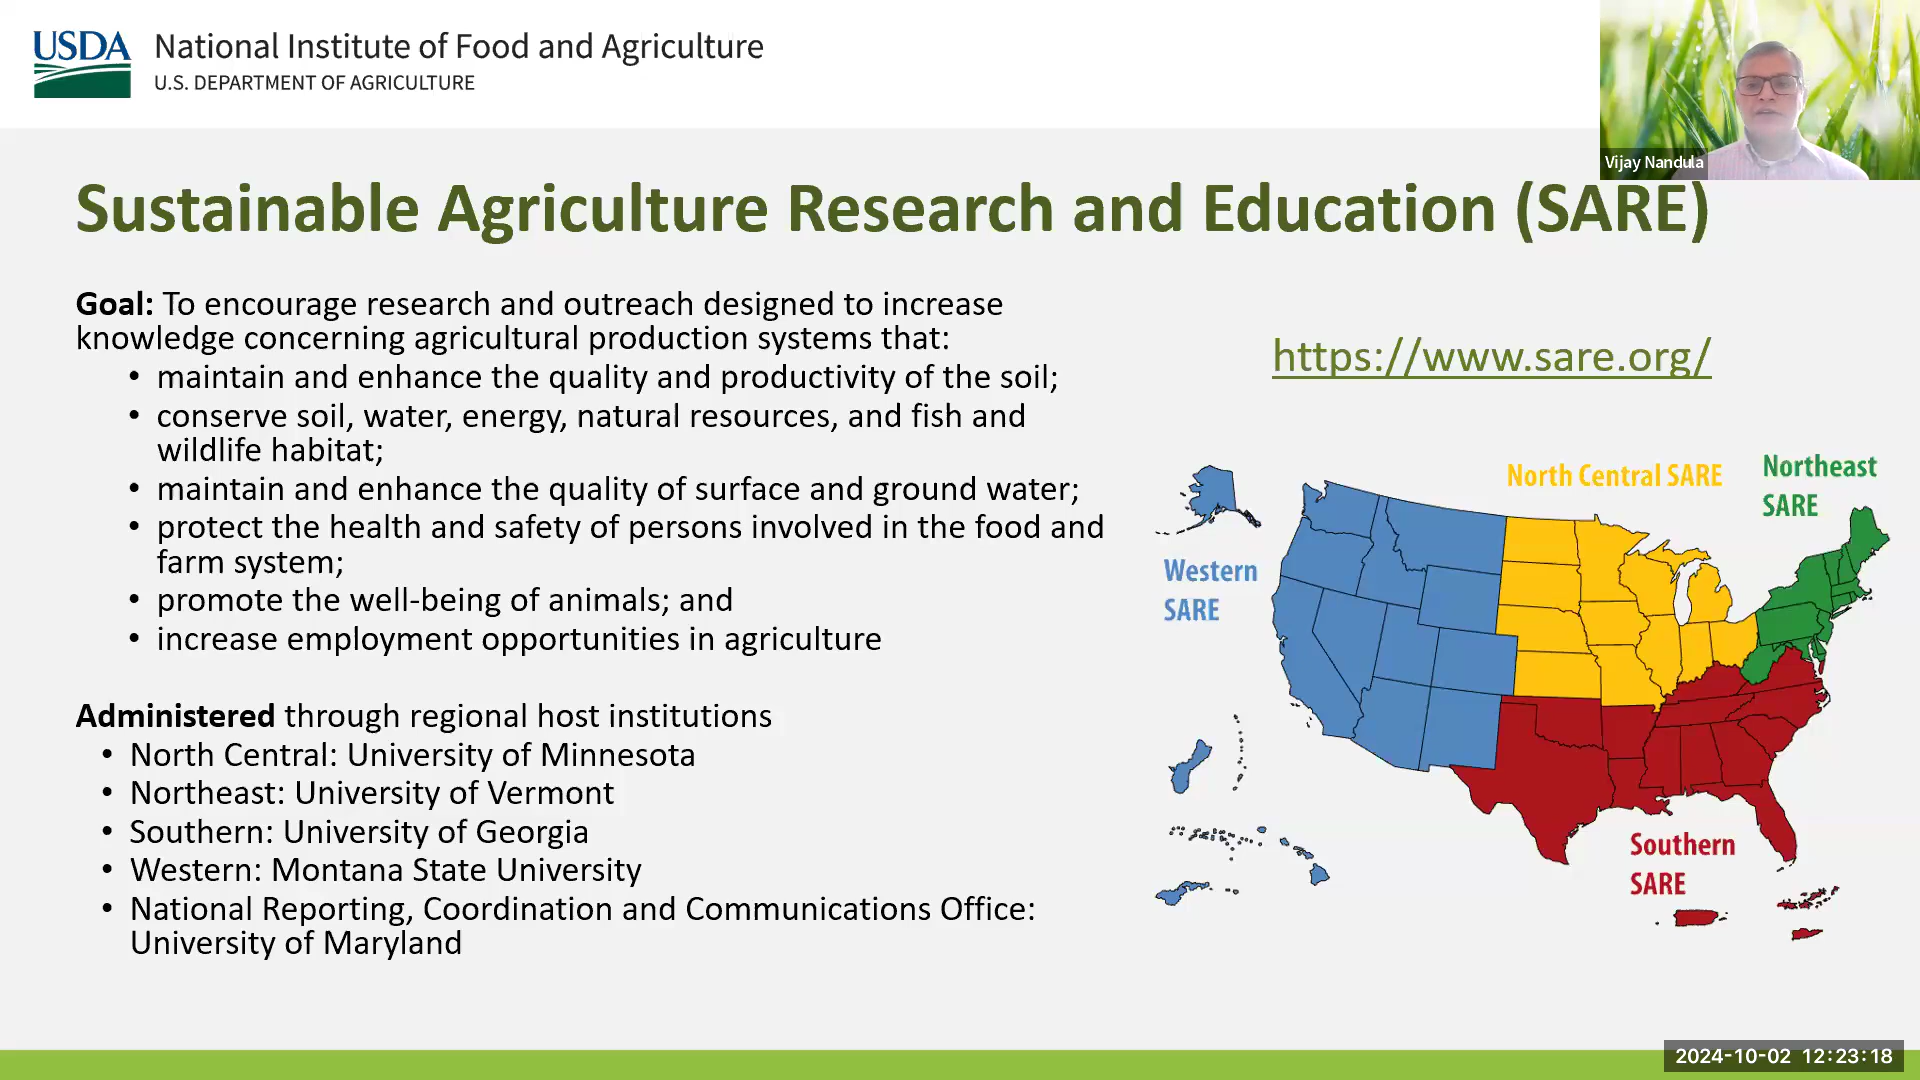 USDA
National Institute of Food and Agriculture
U.S. DEPARTMENT OF AGRICULTURE
Vijay Nandula
Sustainable Agriculture Research and Education (SARE)
Goal: To encourage research and outreach designed to increase
knowledge concerning agricultural production systems that:
• maintain and enhance the quality and productivity of the soil;
• conserve soil, water, energy, natural resources, and fish and
wildlife habitat;
• maintain and enhance the quality of surface and ground water;
• protect the health and safety of persons involved in the food and
farm system;
• promote the well-being of animals; and
• increase employment opportunities in agriculture
Administered through regional host institutions
• North Central: University of Minnesota
• Northeast: University of Vermont
• Southern: University of Georgia
• Western: Montana State University
• National Reporting, Coordination and Communications Office:
University of Maryland
https://www.sare.org/
North Central SARE
Northeast
SARE
Western
SARE
Southern
SARE
2024-10-02 12:23:18